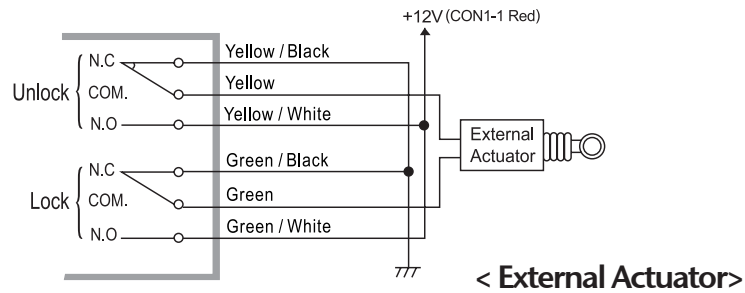 +12V (CON1-1 Red)
N.C
Yellow / Black
Unlock
COM.
Yellow
N.O
Yellow / White
External
Actuator
N.C
Green / Black
Lock
COM.
Green
N.O
Green / White
< External Actuator>